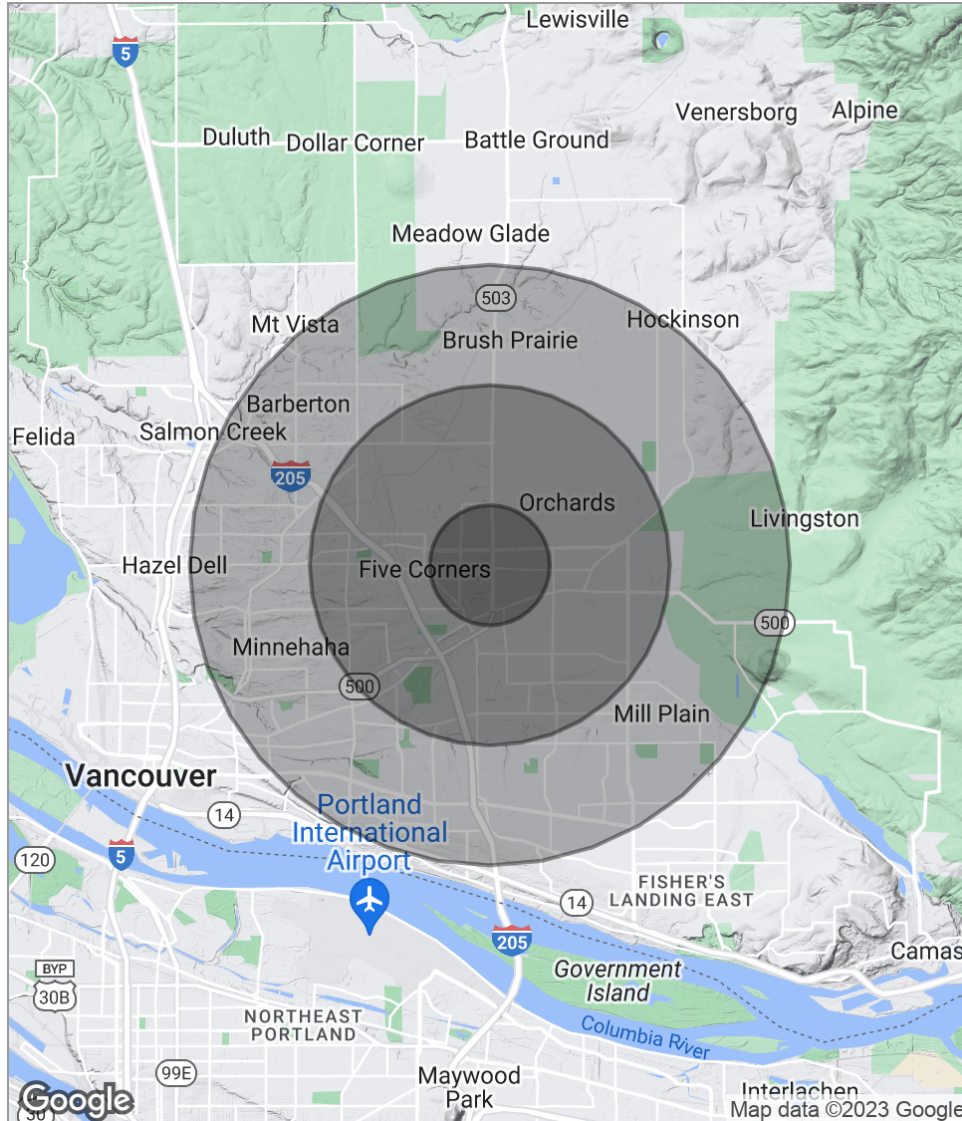 Lewisville
5
Venersborg
Alpine
Duluth
Dollar Corner
Battle Ground
Meadow Glade
503
Mt Vista
Hockinson
Brush Prairie
Barberton
Felida
Salmon Creek
205
Orchards
Livingston
Hazel Dell
Five Corners
500
Minnehaha
500
Mill Plain
Vancouver
14
Portland
International
Airport
5
120
FISHER'S
LANDING EAST
14
205
Camas
BYP
30B
Government
Island
NORTHEAST
PORTLAND
Columbia River
99E
Maywood
Park
Interlachen
Google
30
Map data ©2023 Google